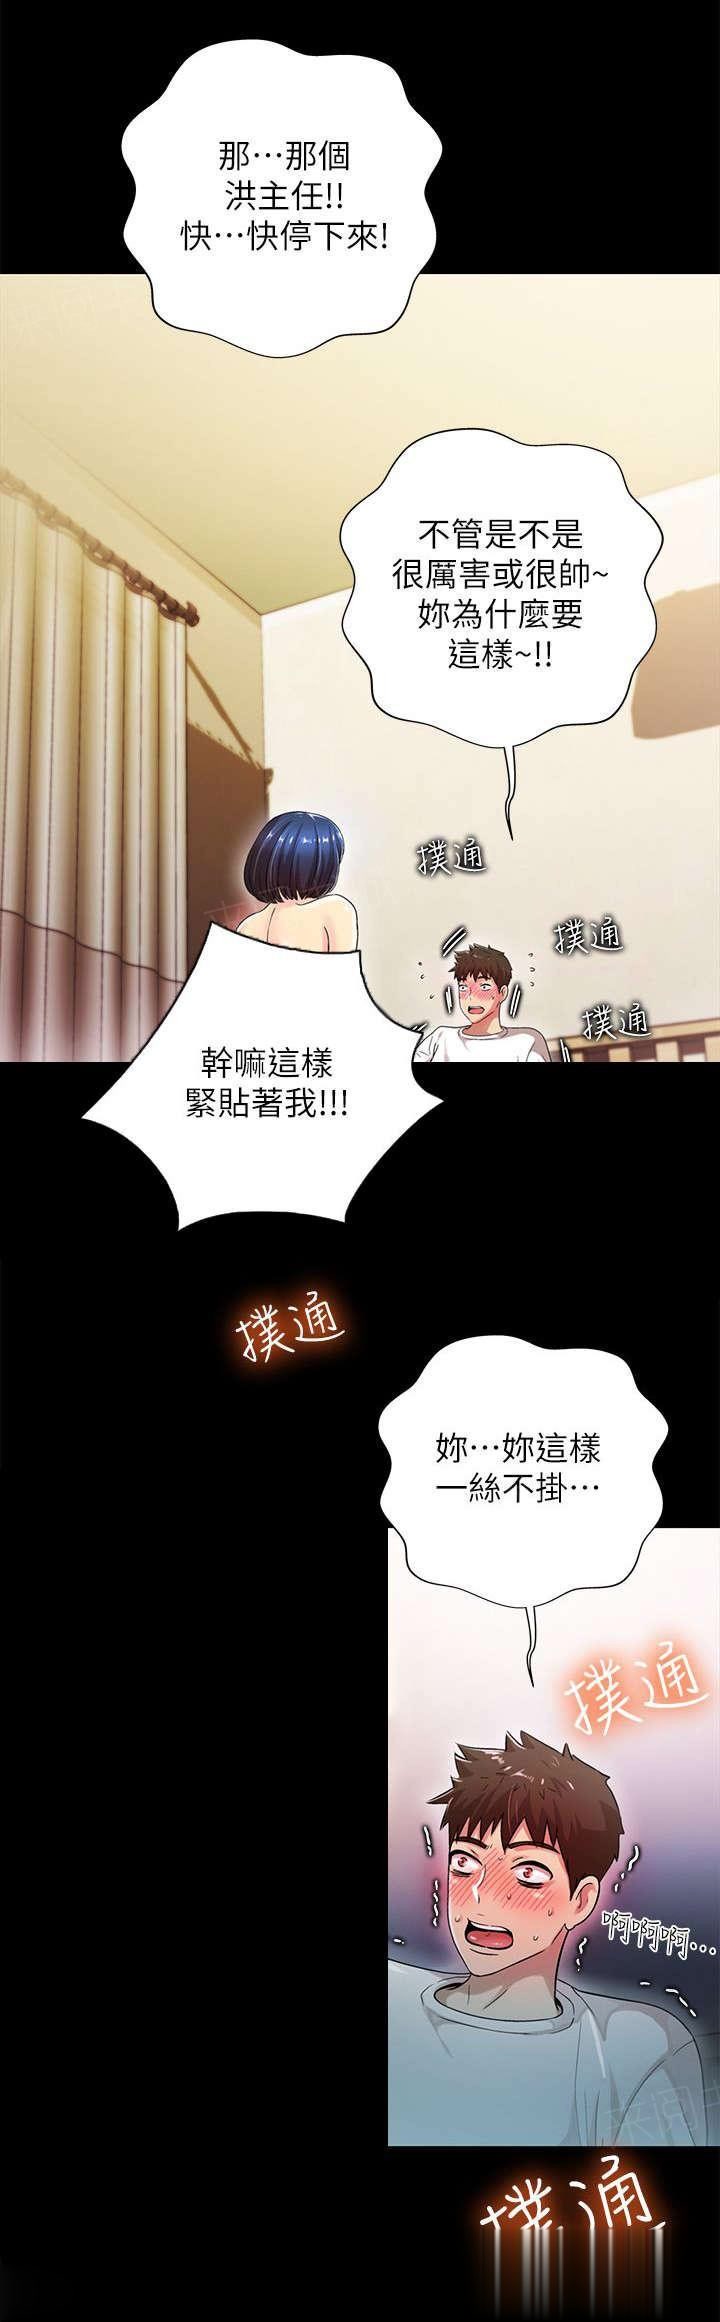 那⋯那個
洪主任!!
快⋯快停下來!
不管是不是
很厲害或很帥~
妳為什麼要
這樣~!!
撲通
撲通
撲通
幹嘛這樣
緊貼著我!!!
撲通
妳⋯妳這樣
一絲不掛⋯
撲通
啊啊啊⋯
撲通